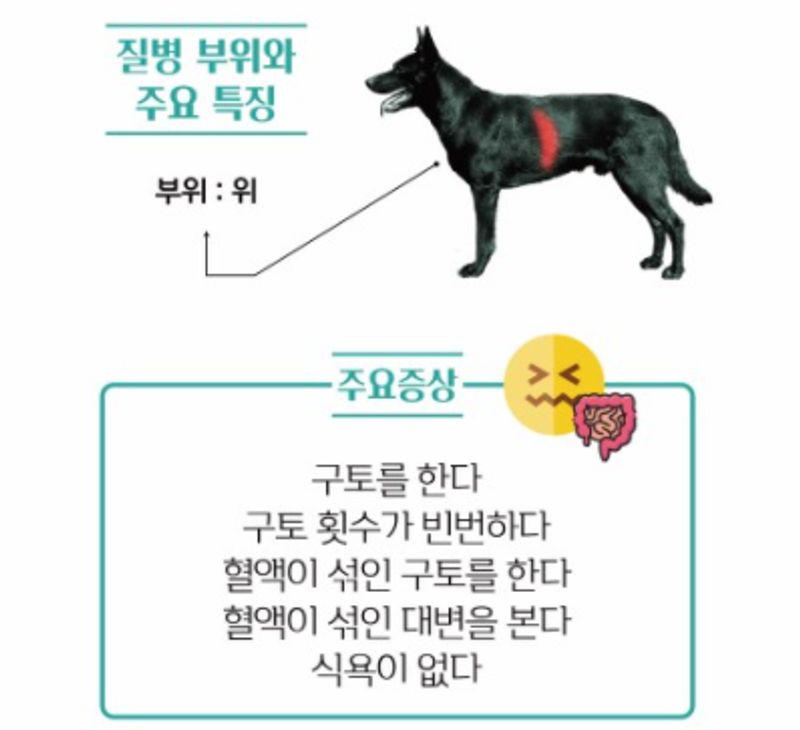 질병 부위와
주요 특징
부위 : 위
주요증상
구토를 한다
구토 횟수가 빈번하다
혈액이 섞인 구토를 한다
혈액이 섞인 대변을 본다
식욕이 없다